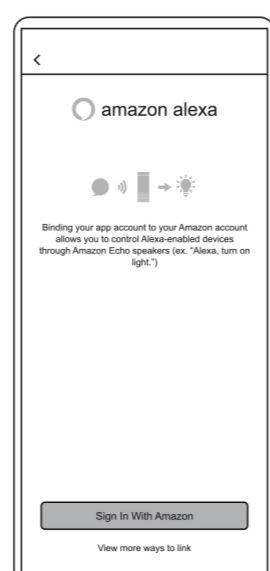 amazon alexa
Binding your app account to your Amazon account
allows you to control Alexa-enabled devices
through Amazon Echo speakers (ex. “Alexa, turn on
light.”)
Sign In With Amazon
View more ways to link